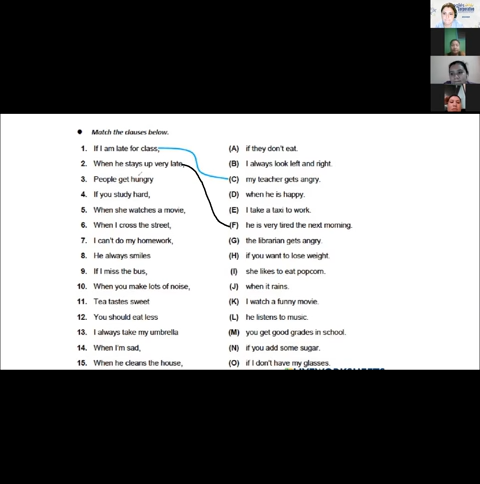 ● Match the clauses below.
1. If I am late for class, (A) if they don't eat.
2. When he stays up very late, (B) I always look left and right.
3. People get hungry (C) my teacher gets angry.
4. If you study hard, (D) when he is happy.
5. When she watches a movie, (E) I take a taxi to work.
6. When I cross the street, (F) he is very tired the next morning.
7. I can't do my homework, (G) the librarian gets angry.
8. He always smiles (H) if you want to lose weight.
9. If I miss the bus, (I) she likes to eat popcorn.
10. When you make lots of noise, (J) when it rains.
11. Tea tastes sweet (K) I watch a funny movie.
12. You should eat less (L) he listens to music.
13. I always take my umbrella (M) you get good grades in school.
14. When I'm sad, (N) if you add some sugar.
15. When he cleans the house, (O) if I don't have my glasses.